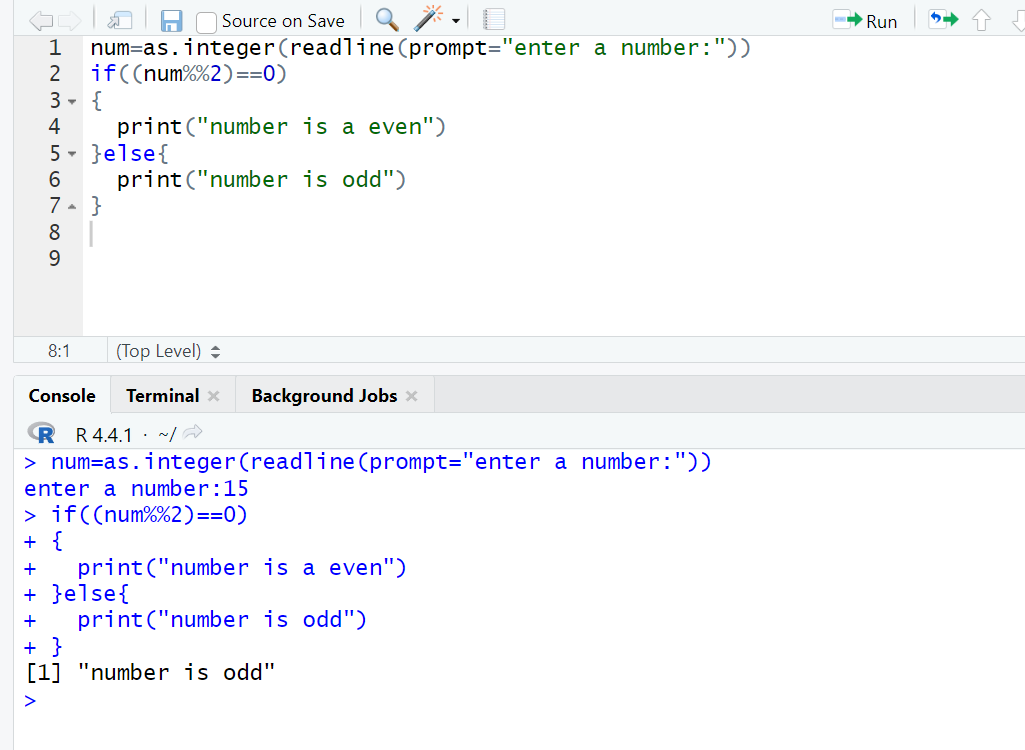 Source on Save
Run
1 num=as.integer(readline(prompt="enter a number:"))
2 if((num%%2)==0)
3 {
4   print("number is a even")
5 }else{
6   print("number is odd")
7 }
8
9
8:1 (Top Level)
Console Terminal Background Jobs
R R 4.4.1 · ~/
> num=as.integer(readline(prompt="enter a number:"))
enter a number:15
> if((num%%2)==0)
+ {
+   print("number is a even")
+ }else{
+   print("number is odd")
+ }
[1] "number is odd"
>